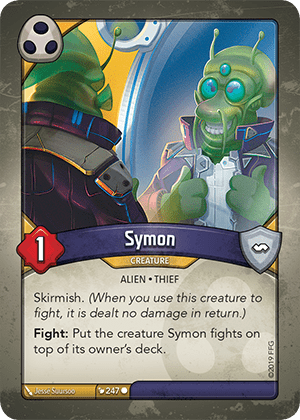 1
Symon
CREATURE
ALIEN • THIEF
Skirmish. (When you use this creature to
fight, it is dealt no damage in return.)
Fight: Put the creature Symon fights on
top of its owner's deck.
Jesse Suursoo
247
©2019 FFG